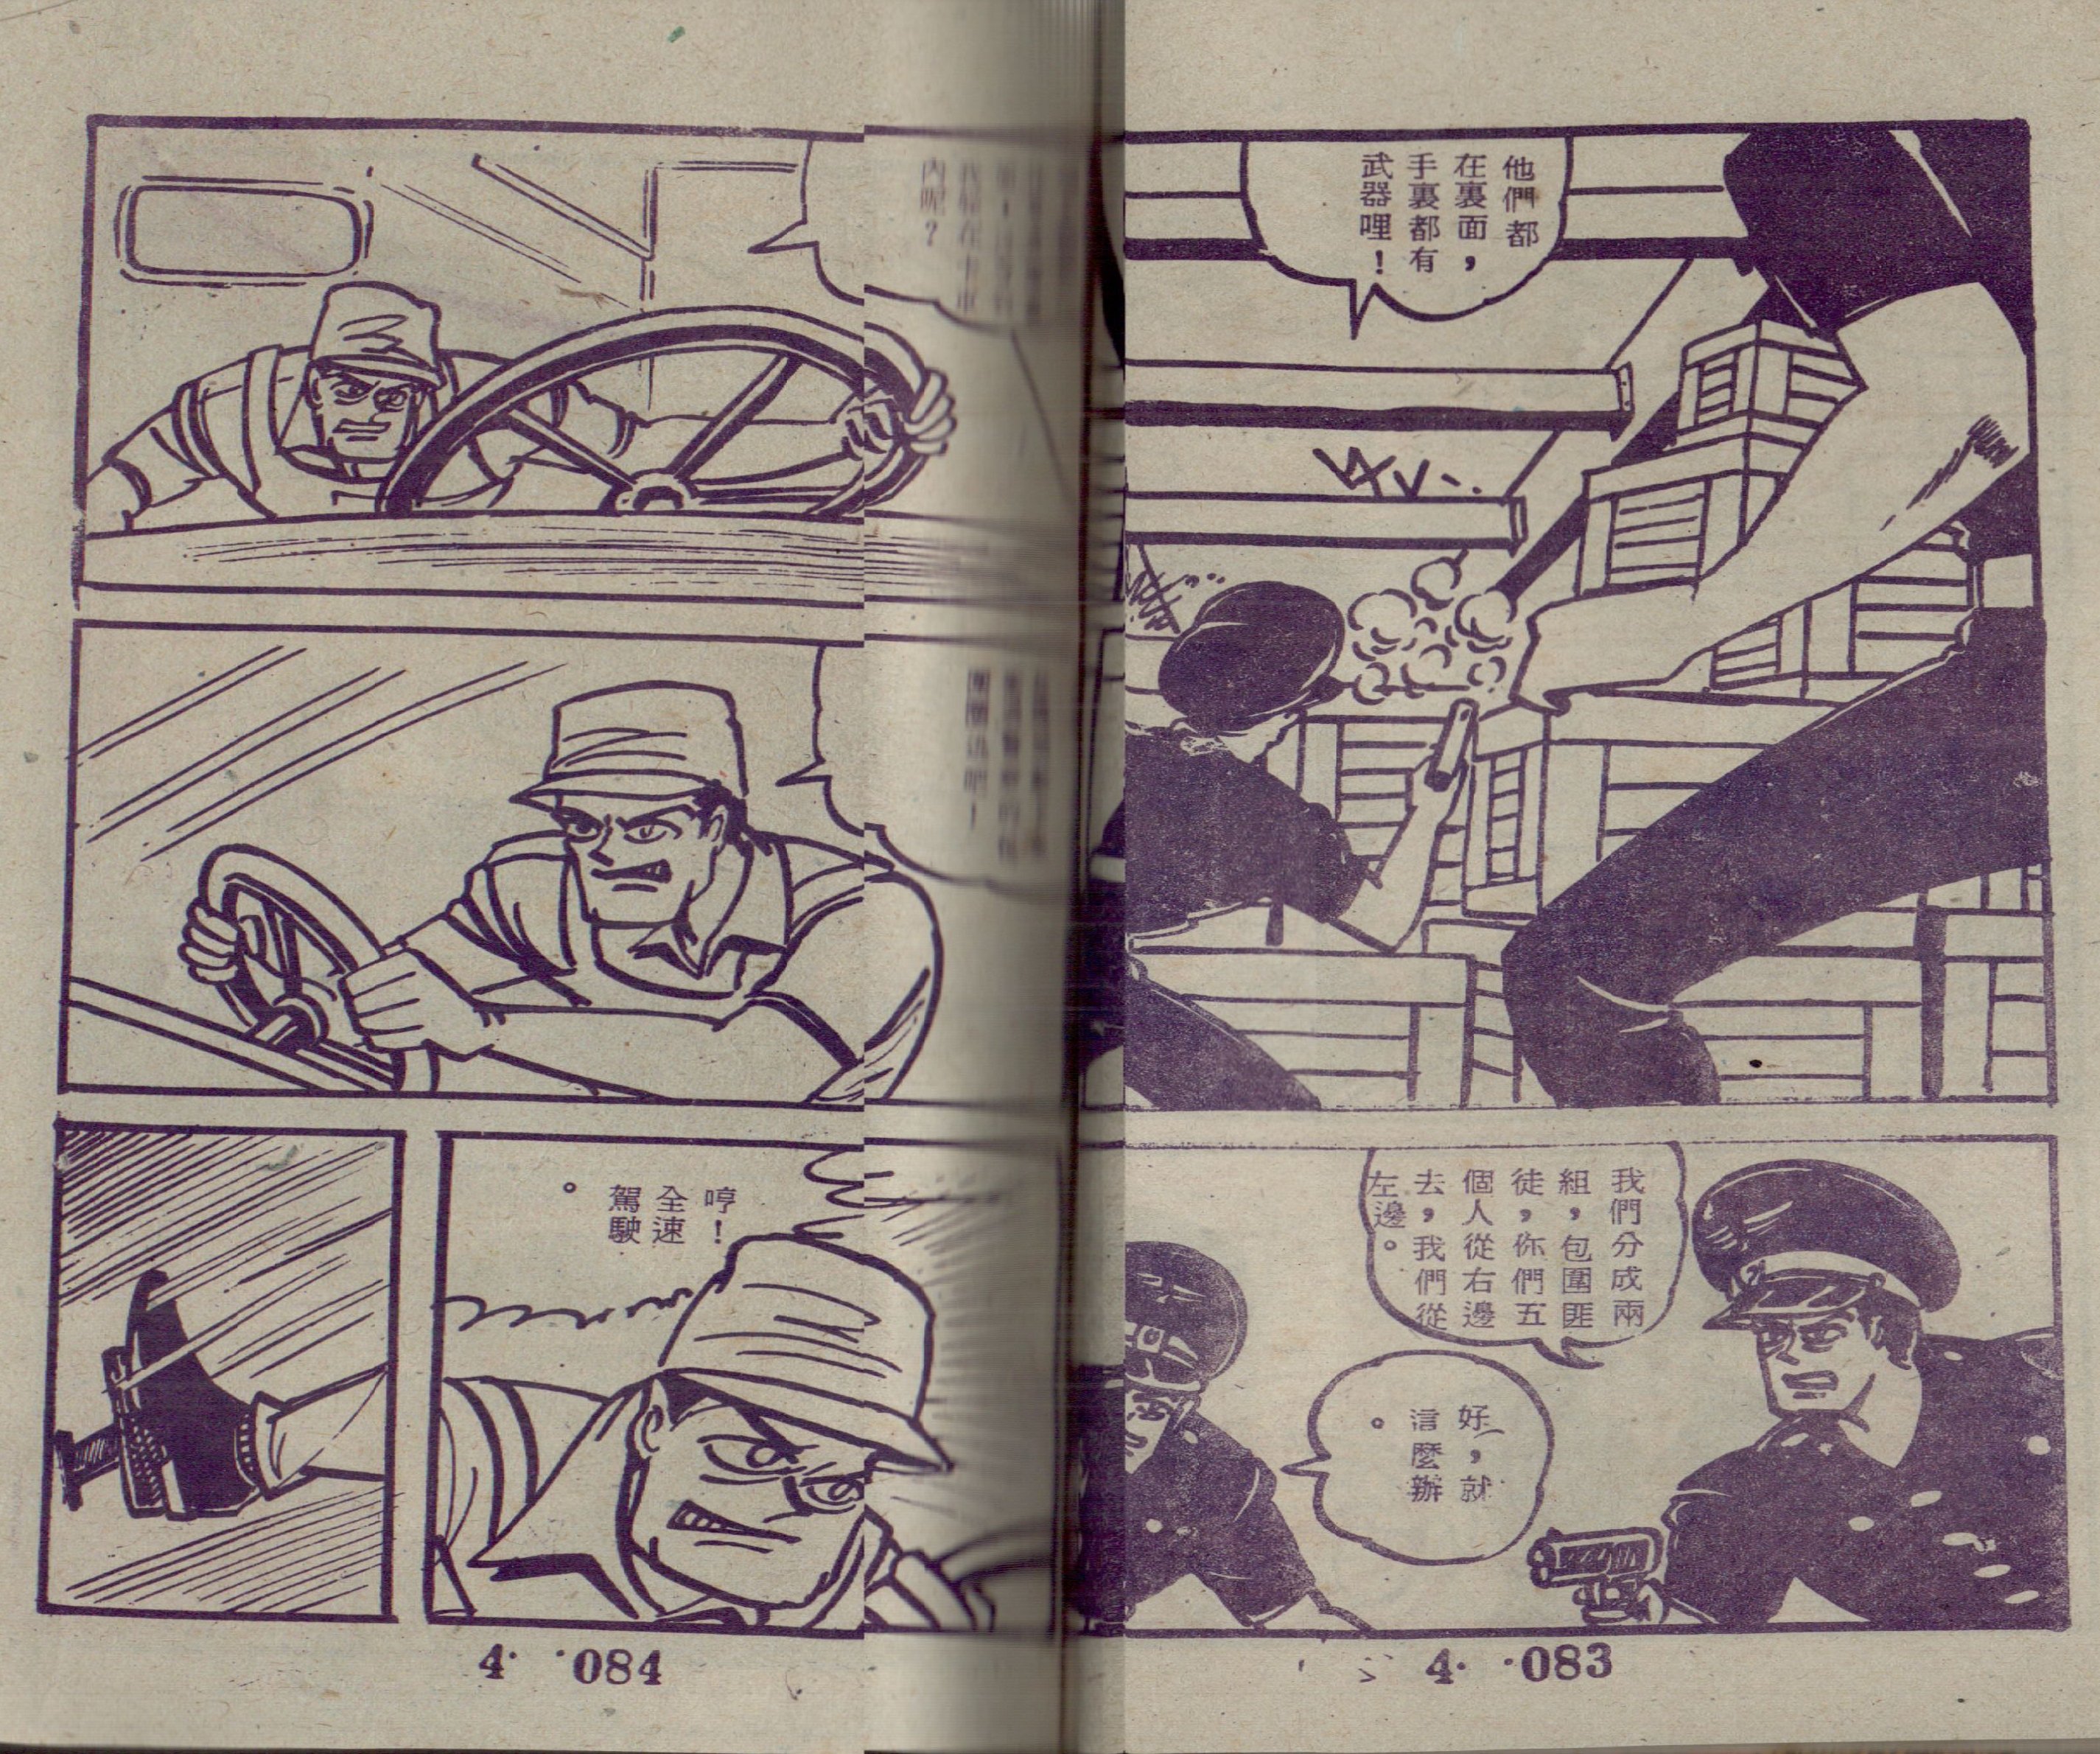 他們都
在裏面，
手裏都有
武器哩！
我們分成兩
組，包圍匪
徒，你們五
個人從右邊
去，我們從
左邊。
好，就
這麼辦
。
4··083
內呢？
哼！
全速
駕駛
。
4··084